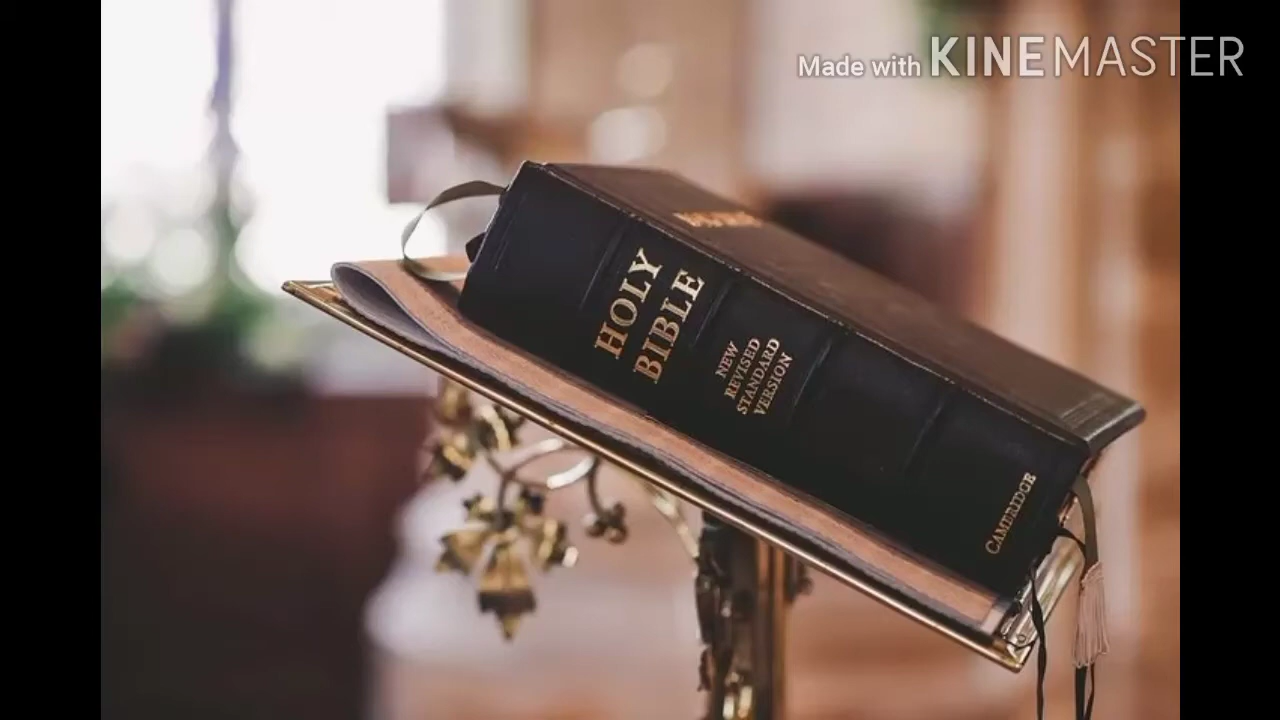 Made with KINEMASTER
HOLY
BIBLE
NEW
REVISED
STANDARD
VERSION
CAMBRIDGE